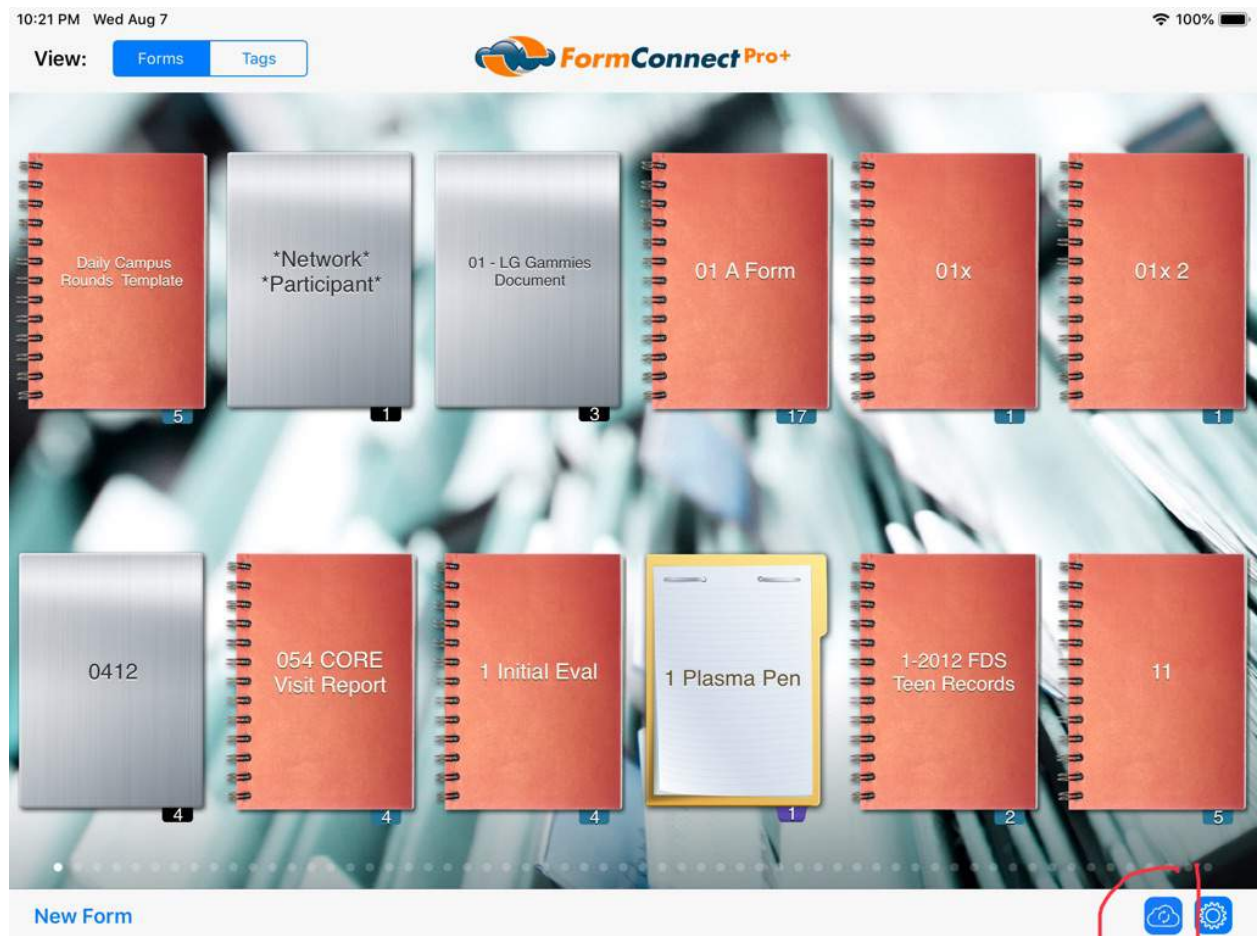 10:21 PM Wed Aug 7
100%
View:
Forms
Tags
FormConnect Pro+
Daily Campus
Rounds Template
5
*Network*
*Participant*
1
01 - LG Gammies
Document
3
01 A Form
17
01x
1
01x 2
1
0412
4
054 CORE
Visit Report
4
1 Initial Eval
4
1 Plasma Pen
1
1-2012 FDS
Teen Records
2
11
5
New Form